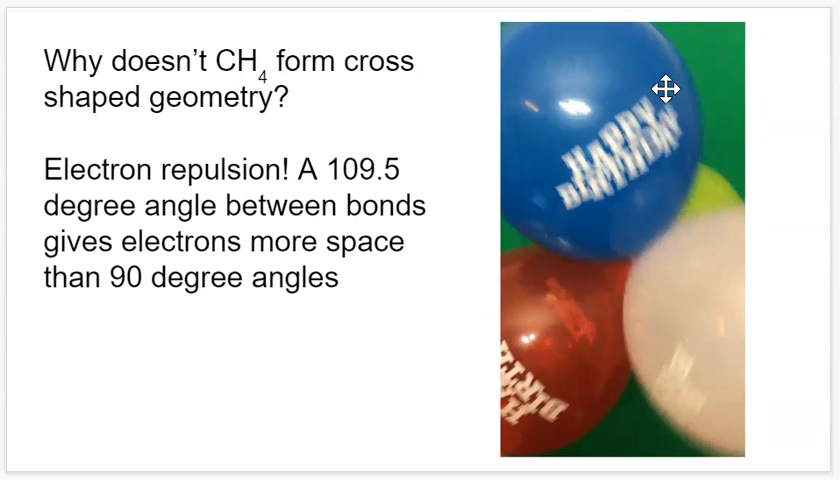 Why doesn't CH₄ form cross
shaped geometry?
Electron repulsion! A 109.5
degree angle between bonds
gives electrons more space
than 90 degree angles
HAPPY
BIRTHDAY